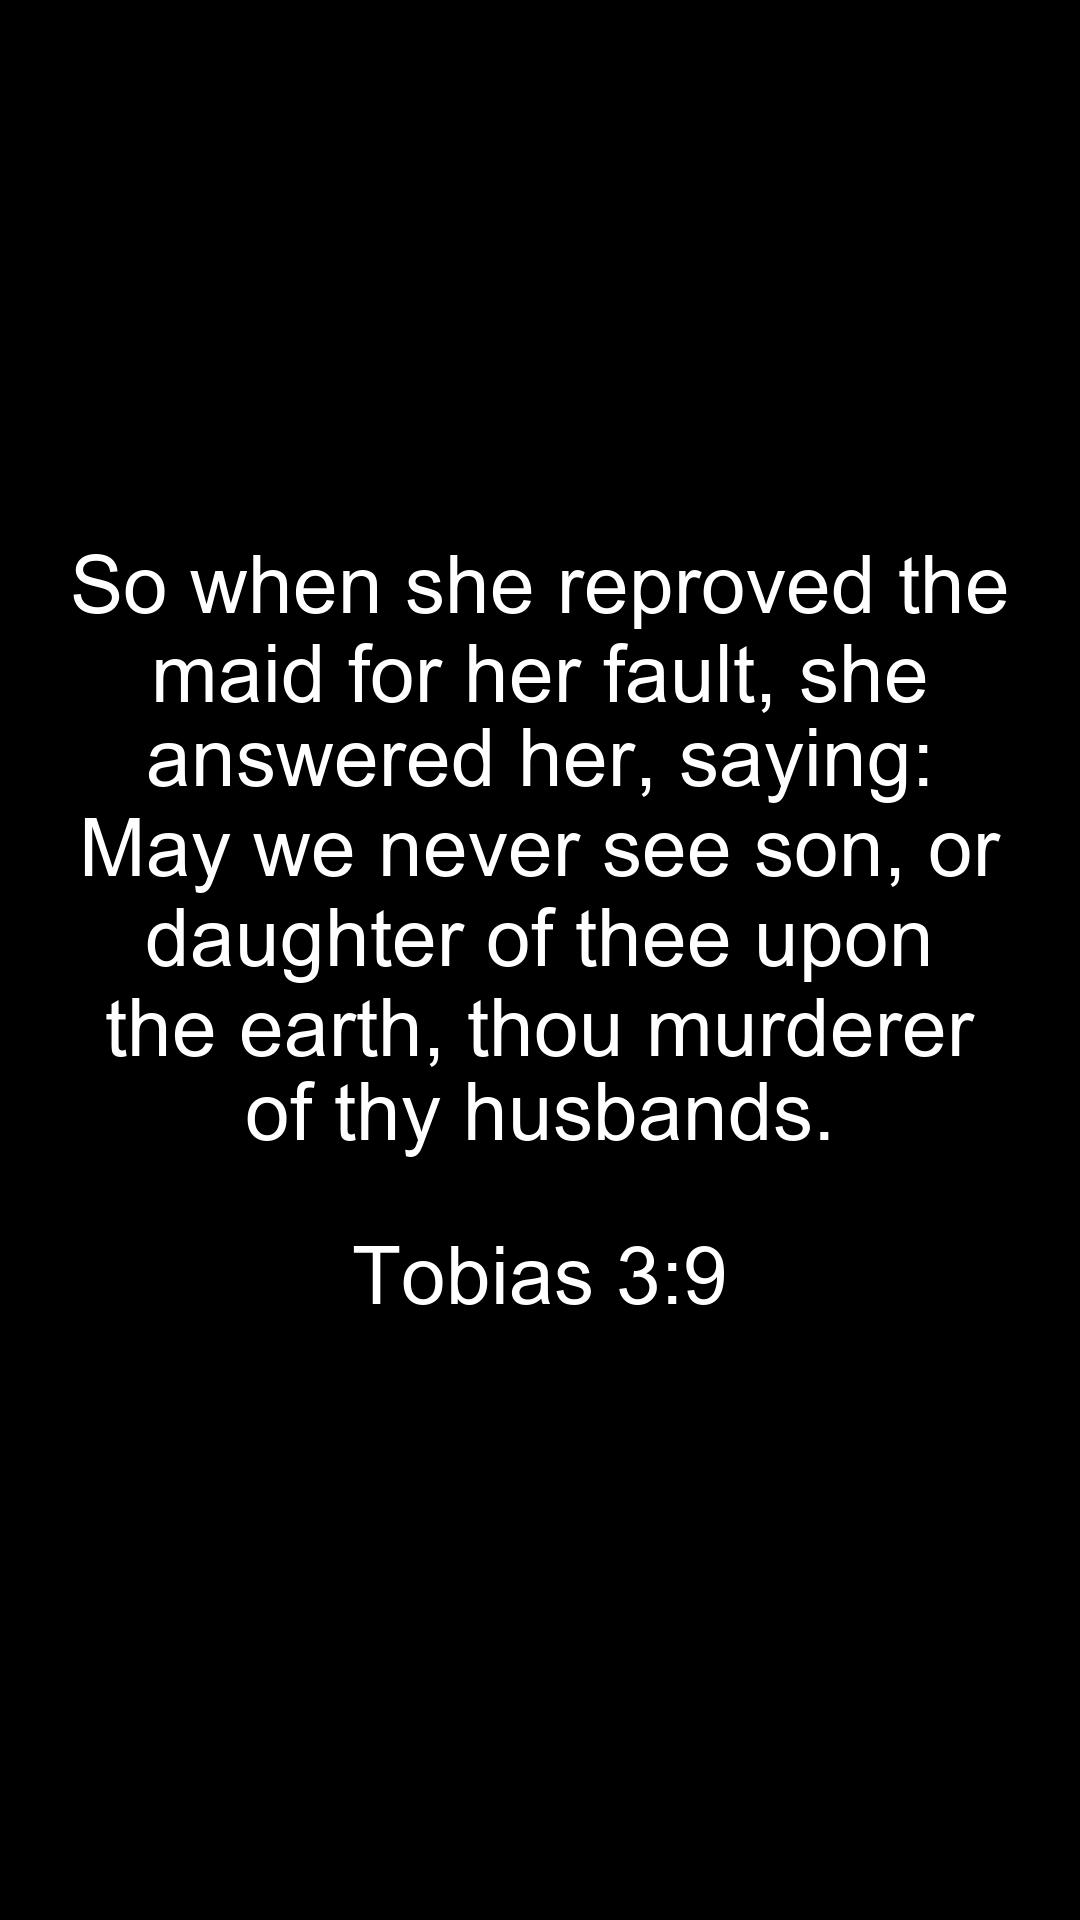 So when she reproved the
maid for her fault, she
answered her, saying:
May we never see son, or
daughter of thee upon
the earth, thou murderer
of thy husbands.
Tobias 3:9